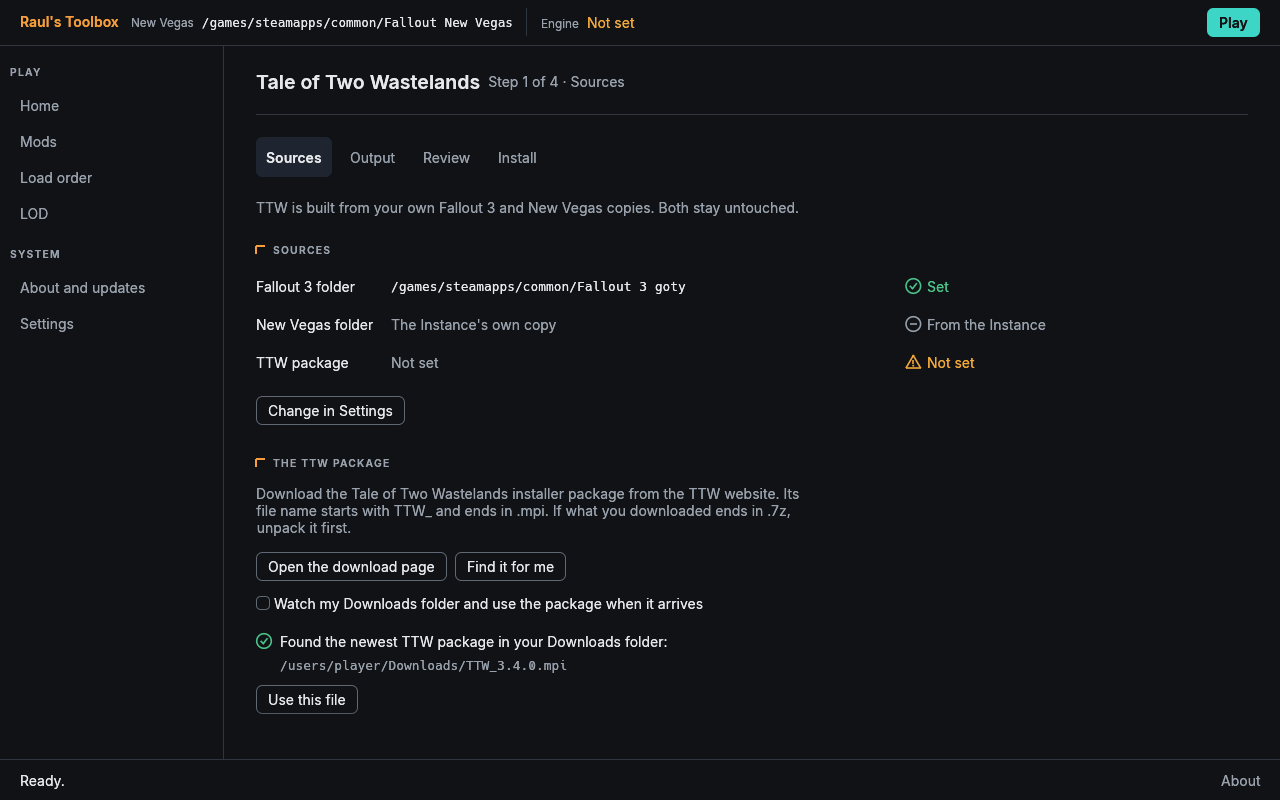 Raul's Toolbox New Vegas /games/steamapps/common/Fallout New Vegas Engine Not set Play
PLAY
Home
Mods
Load order
LOD
SYSTEM
About and updates
Settings
Tale of Two Wastelands Step 1 of 4 · Sources
Sources Output Review Install
TTW is built from your own Fallout 3 and New Vegas copies. Both stay untouched.
SOURCES
Fallout 3 folder /games/steamapps/common/Fallout 3 goty Set
New Vegas folder The Instance's own copy From the Instance
TTW package Not set Not set
Change in Settings
THE TTW PACKAGE
Download the Tale of Two Wastelands installer package from the TTW website. Its
file name starts with TTW_ and ends in .mpi. If what you downloaded ends in .7z,
unpack it first.
Open the download page Find it for me
Watch my Downloads folder and use the package when it arrives
Found the newest TTW package in your Downloads folder:
/users/player/Downloads/TTW_3.4.0.mpi
Use this file
Ready. About